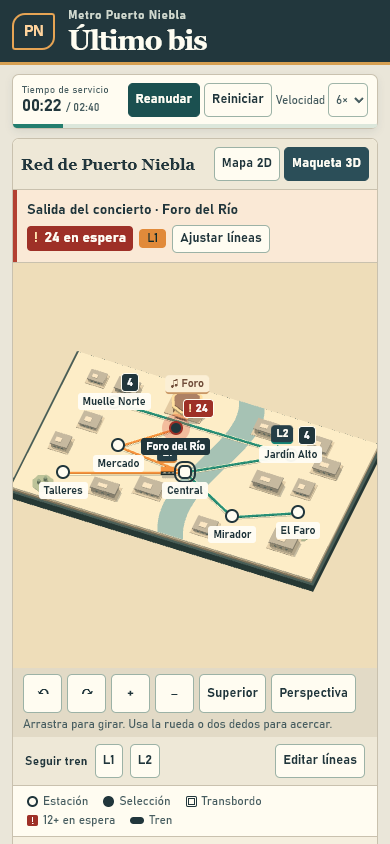 PN
Metro Puerto Niebla
Último bis
Tiempo de servicio
00:22 / 02:40
Reanudar
Reiniciar
Velocidad
6×
Red de Puerto Niebla
Mapa 2D
Maqueta 3D
Salida del concierto · Foro del Río
! 24 en espera
L1
Ajustar líneas
4
Muelle Norte
♫ Foro
! 24
Foro del Río
L2
4
Jardín Alto
Mercado
Talleres
Central
Mirador
El Faro
+
−
Superior
Perspectiva
Arrastra para girar. Usa la rueda o dos dedos para acercar.
Seguir tren
L1
L2
Editar líneas
Estación
Selección
Transbordo
! 12+ en espera
Tren